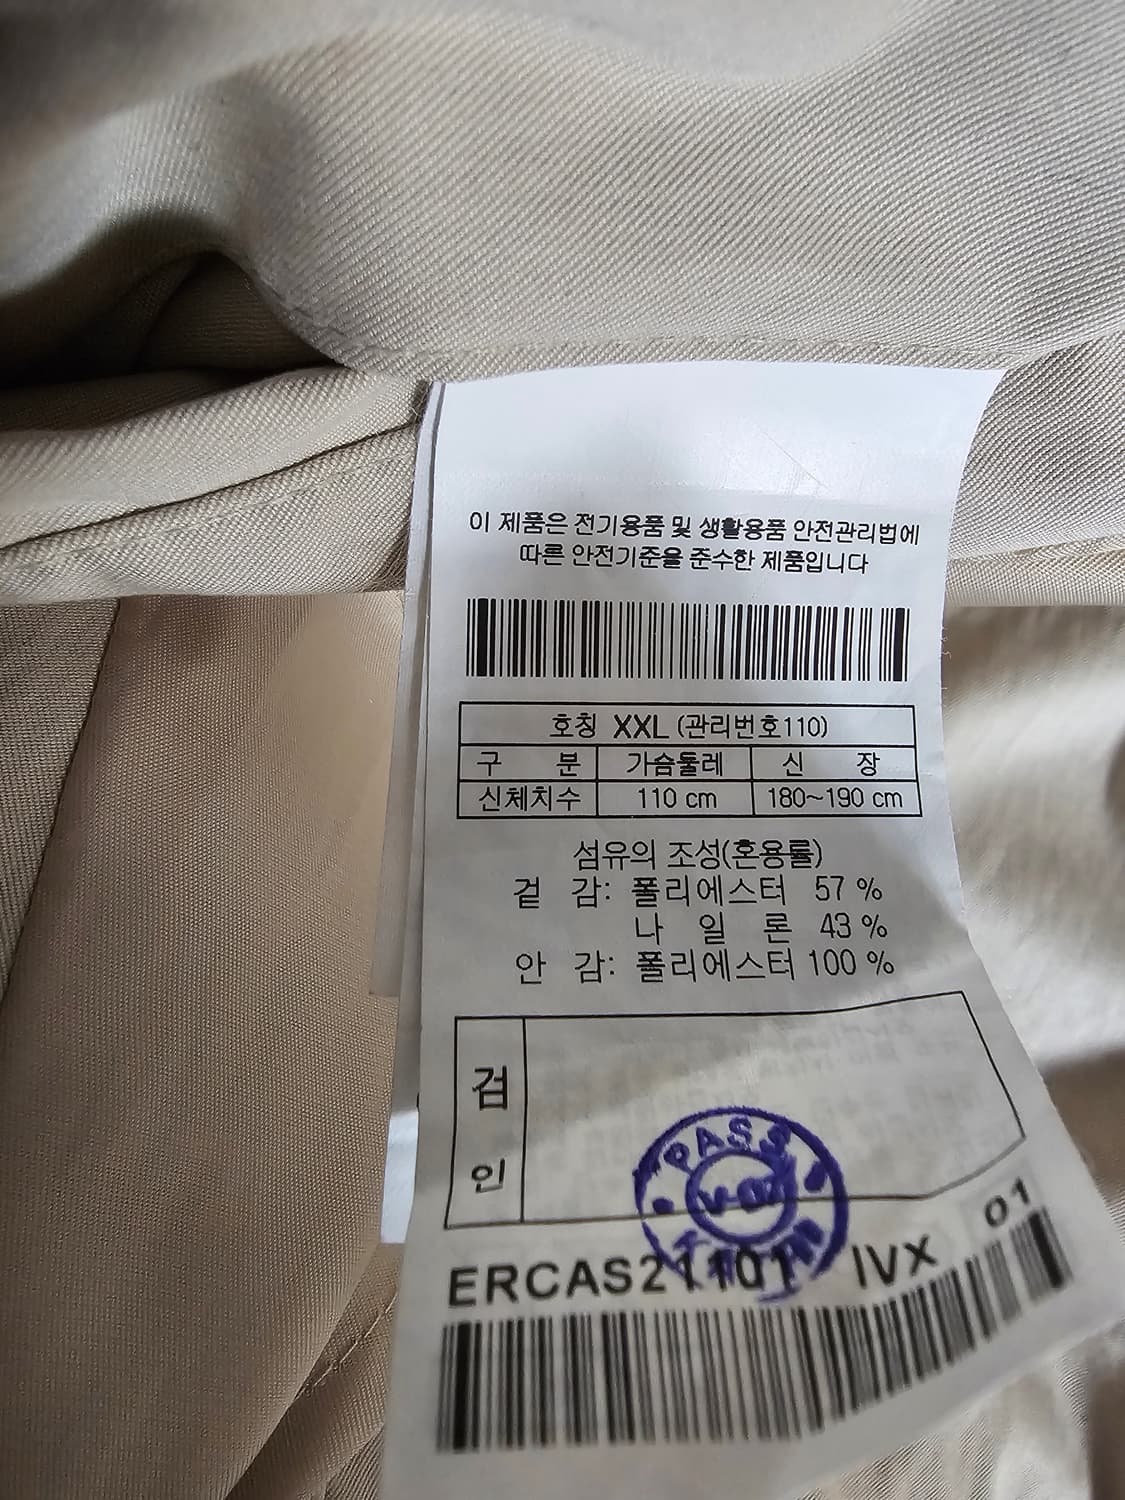 이 제품은 전기용품 및 생활용품 안전관리법에
따른 안전기준을 준수한 제품입니다
호칭 XXL (관리번호110)
구 분 가슴둘레 신 장
신체치수 110 cm 180~190 cm
섬유의 조성(혼용률)
겉 감: 폴리에스터 57 %
나 일 론 43 %
안 감: 폴리에스터 100 %
검
인
PASS
ERCAS21101 IVX 01